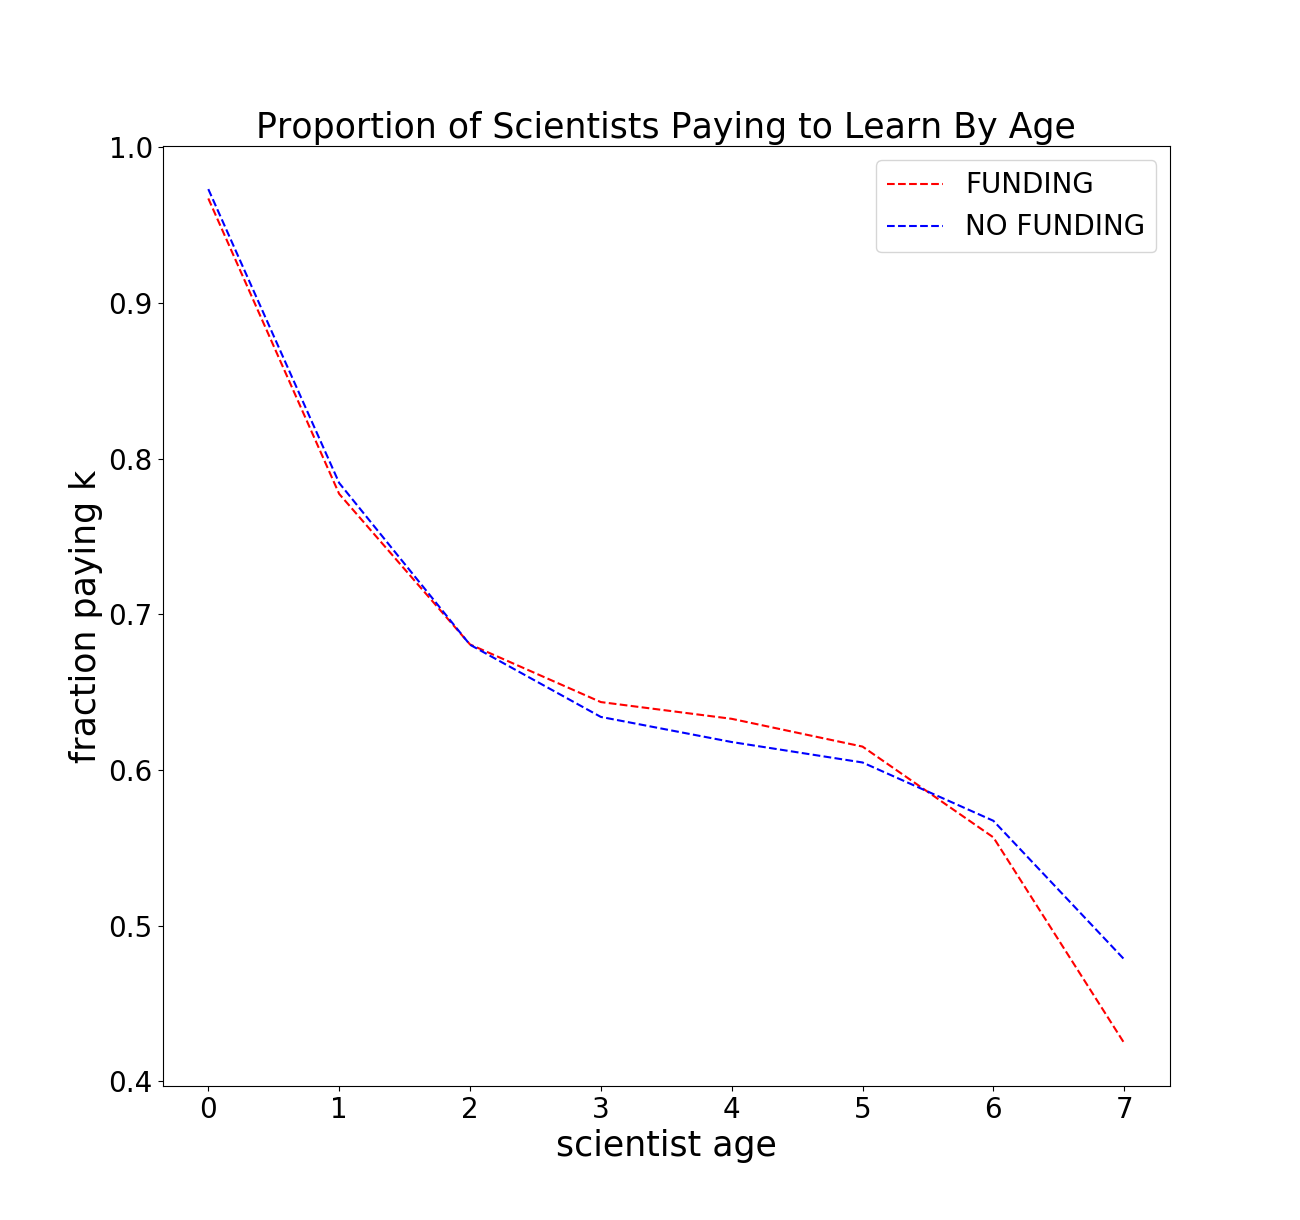 Proportion of Scientists Paying to Learn By Age
FUNDING
NO FUNDING
fraction paying k
1.0
0.9
0.8
0.7
0.6
0.5
0.4
0 1 2 3 4 5 6 7
scientist age